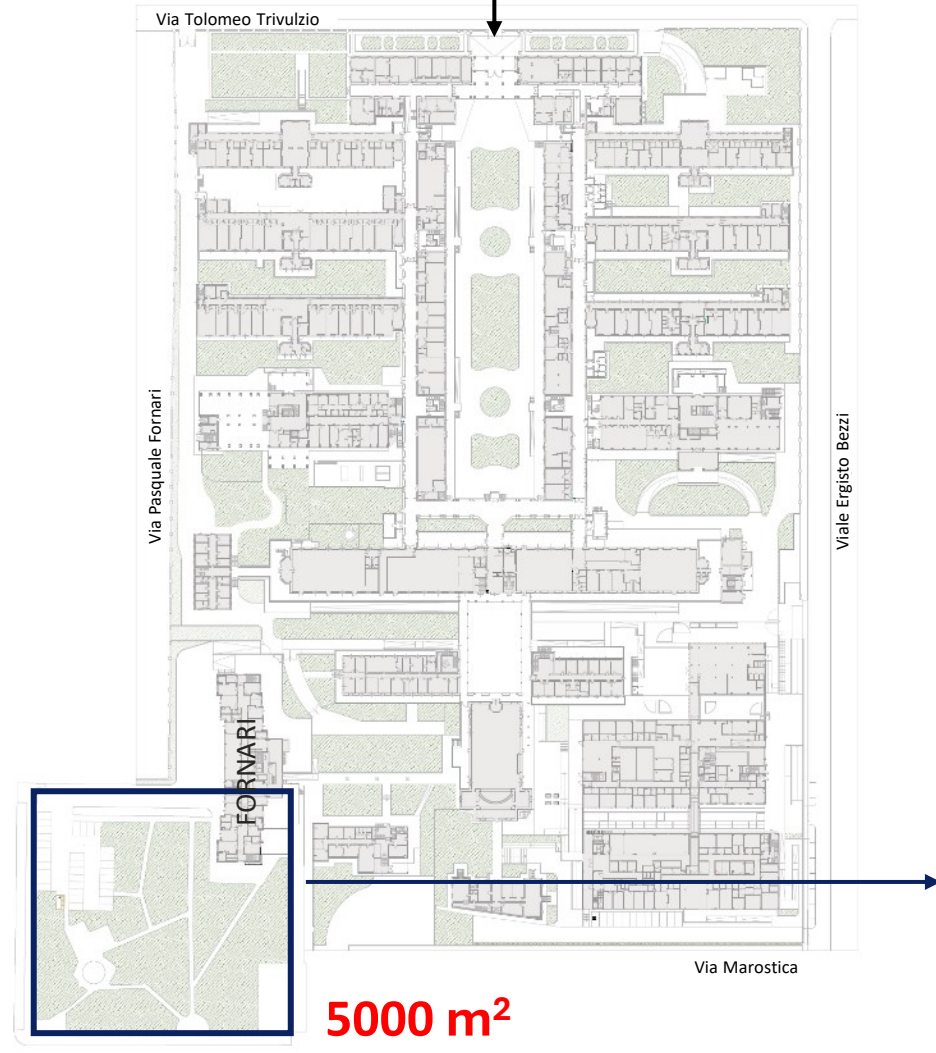 Via Tolomeo Trivulzio
Via Pasquale Fornari
Viale Ergisto Bezzi
FORNARI
Via Marostica
5000 m²